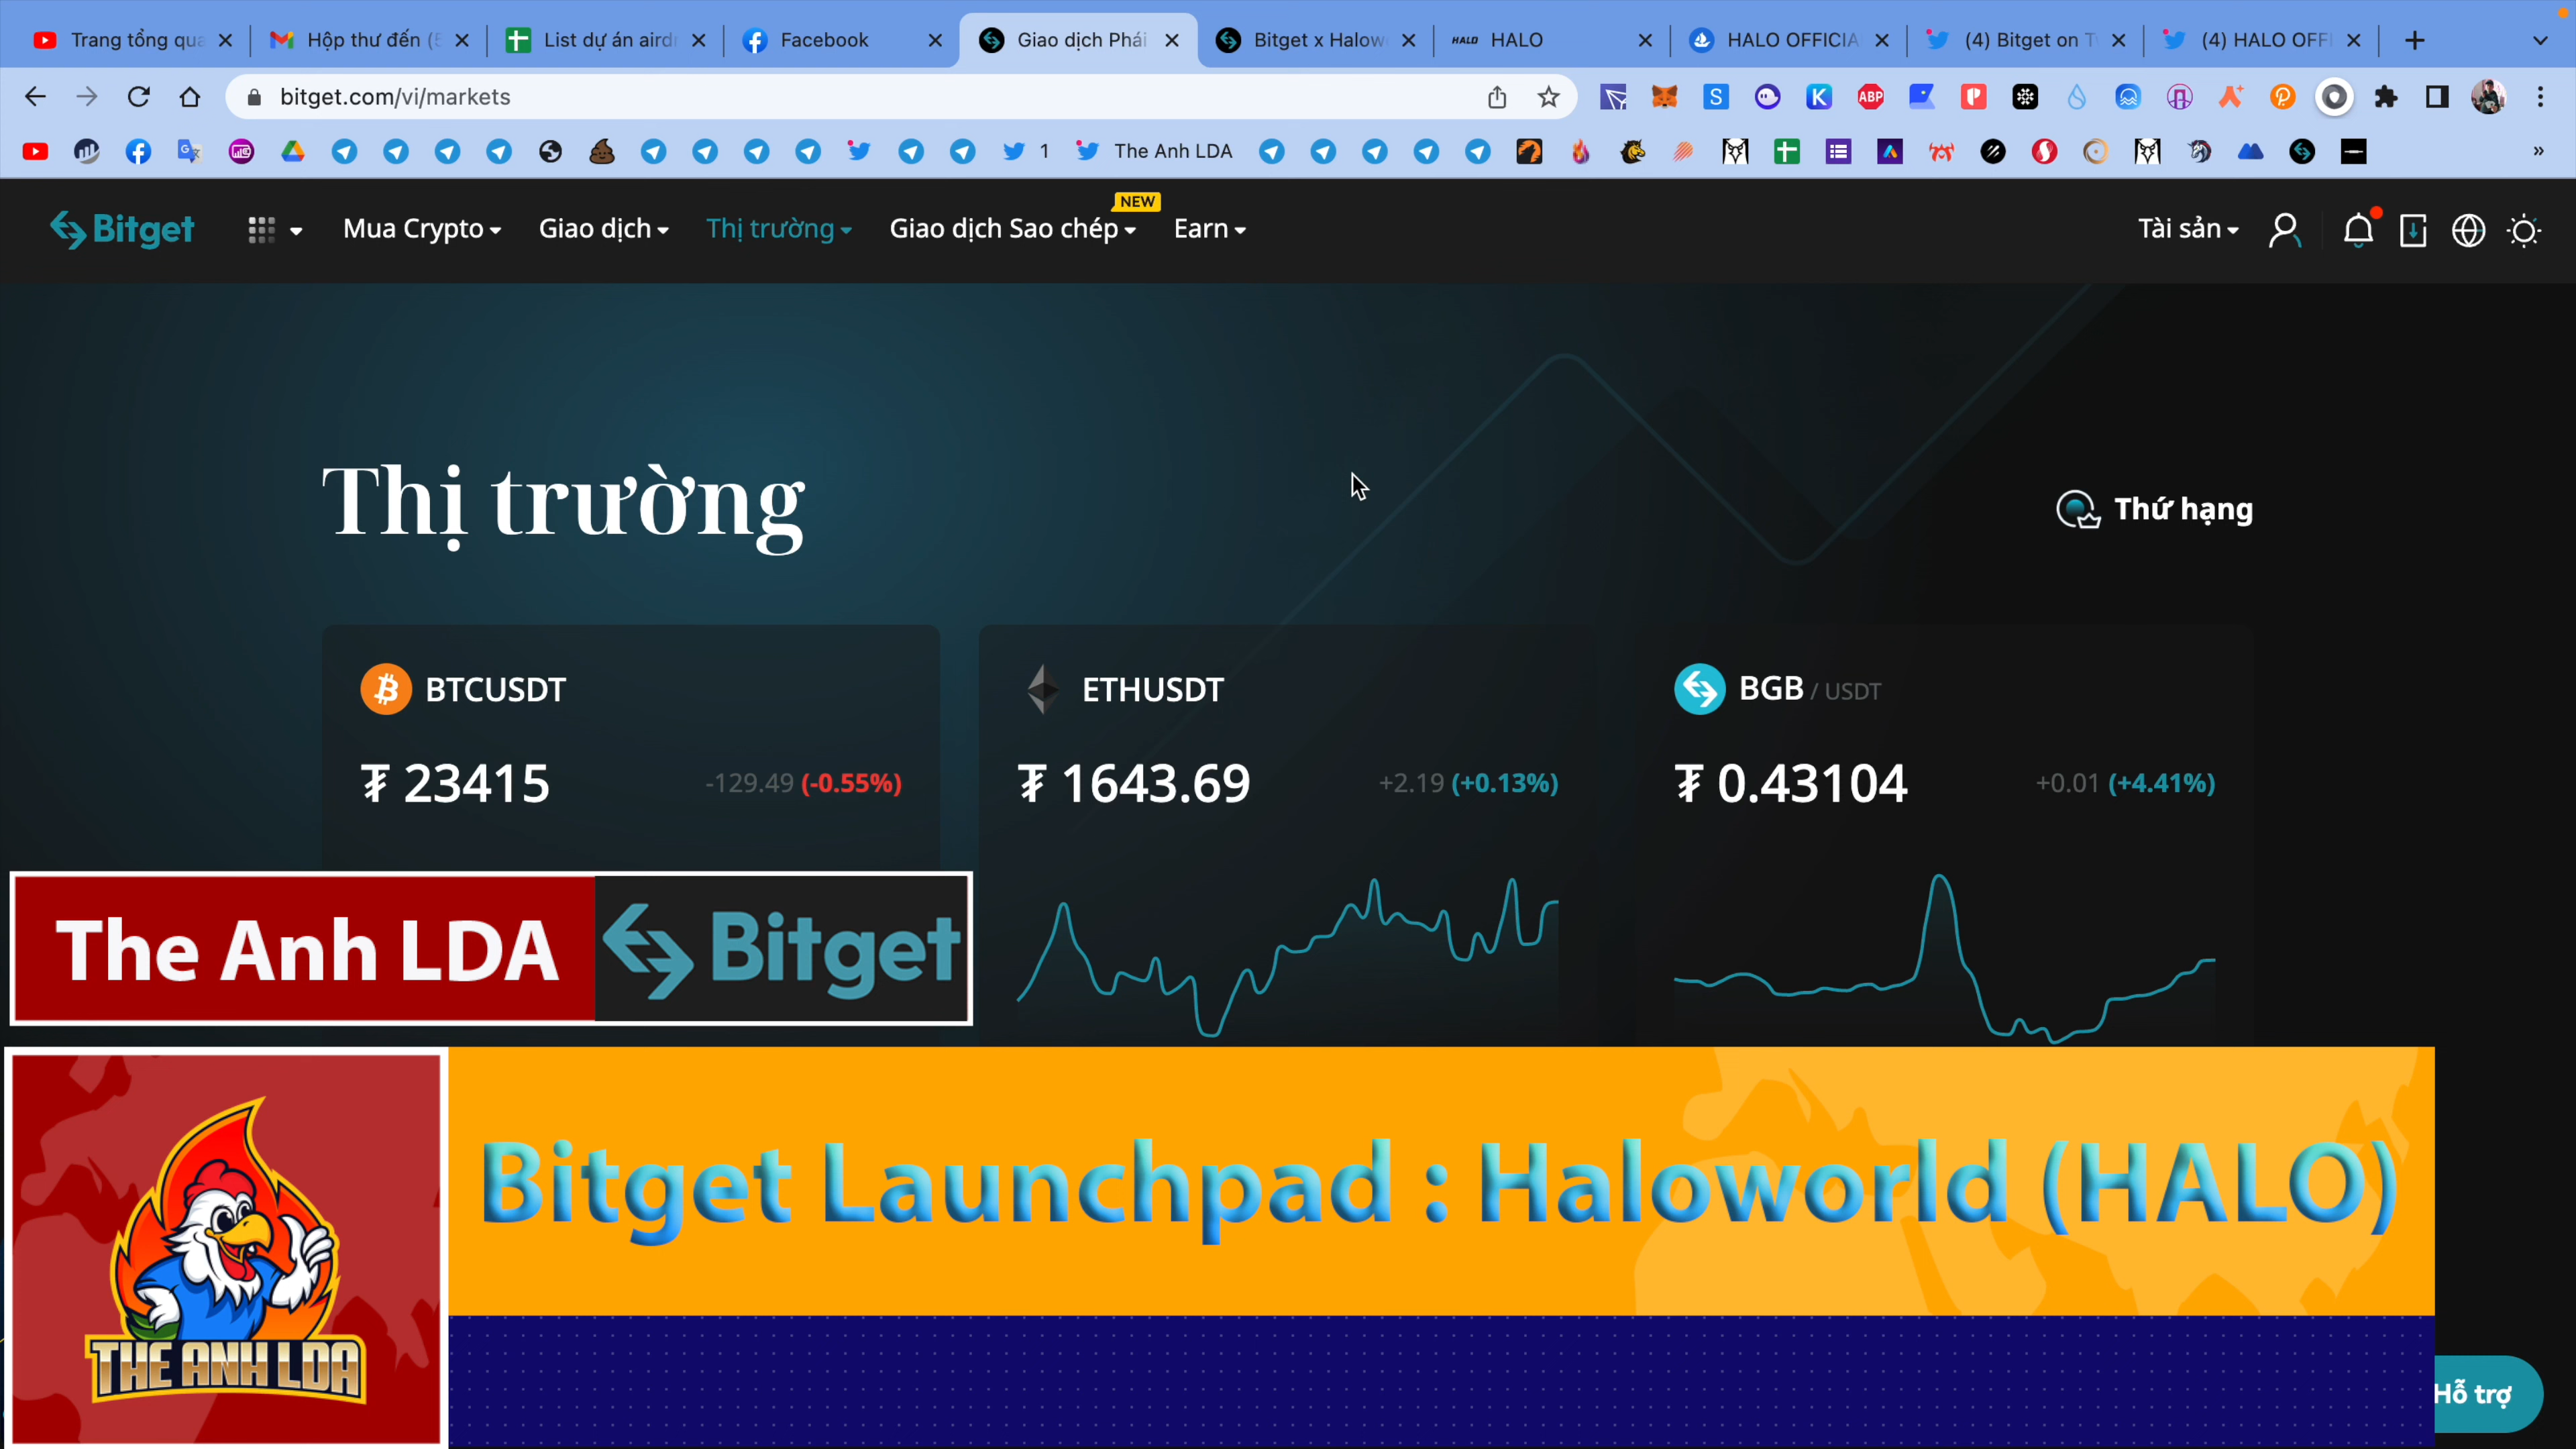 Trang tổng qua
Hộp thư đến (5
List dự án aird
Facebook
Giao dịch Phái
Bitget x Halow
HALO HALO
HALO OFFICIA
(4) Bitget on T
(4) HALO OFF
bitget.com/vi/markets
ABP
1
The Anh LDA
Bitget
Mua Crypto
Giao dịch
Thị trường
Giao dịch Sao chép
NEW
Earn
Tài sản
Thị trường
Thứ hạng
BTCUSDT
₮ 23415
-129.49 (-0.55%)
ETHUSDT
₮ 1643.69
+2.19 (+0.13%)
BGB / USDT
₮ 0.43104
+0.01 (+4.41%)
The Anh LDA
Bitget
Bitget Launchpad : Haloworld (HALO)
THE ANH LDA
Hỗ trợ